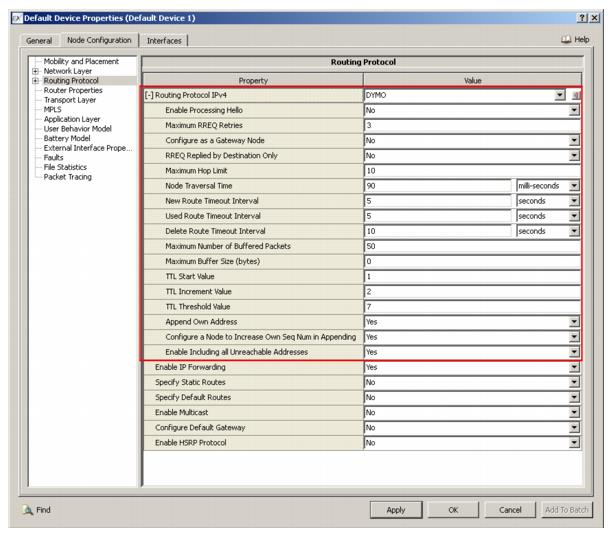 Default Device Properties (Default Device 1)
General Node Configuration Interfaces Help
Mobility and Placement
Network Layer
Routing Protocol
Router Properties
Transport Layer
MPLS
Application Layer
User Behavior Model
Battery Model
External Interface Prope...
Faults
File Statistics
Packet Tracing
Routing Protocol
Property Value
[-] Routing Protocol IPv4 DYMO
Enable Processing Hello No
Maximum RREQ Retries 3
Configure as a Gateway Node No
RREQ Replied by Destination Only No
Maximum Hop Limit 10
Node Traversal Time 90 milli-seconds
New Route Timeout Interval 5 seconds
Used Route Timeout Interval 5 seconds
Delete Route Timeout Interval 10 seconds
Maximum Number of Buffered Packets 50
Maximum Buffer Size (bytes) 0
TTL Start Value 1
TTL Increment Value 2
TTL Threshold Value 7
Append Own Address Yes
Configure a Node to Increase Own Seq Num in Appending Yes
Enable Including all Unreachable Addresses Yes
Enable IP Forwarding Yes
Specify Static Routes No
Specify Default Routes No
Enable Multicast No
Configure Default Gateway No
Enable HSRP Protocol No
Find Apply OK Cancel Add To Batch